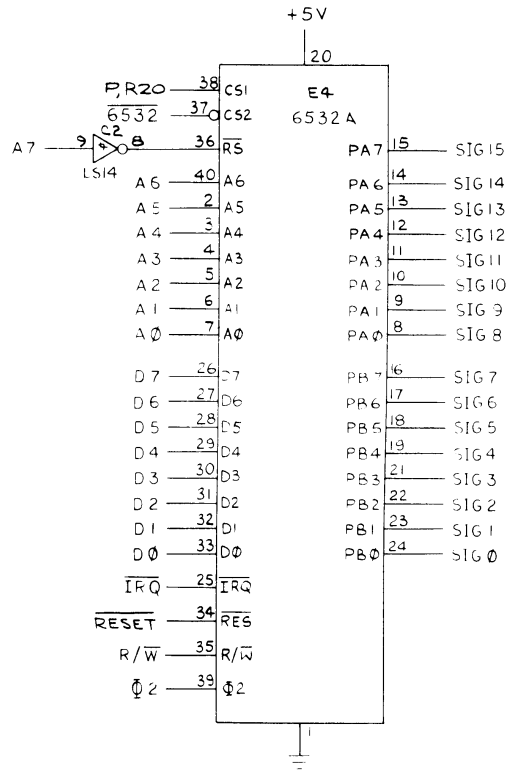 +5V
20
P,R20 38 CS1 E4
6532 37 CS2 6532A
C2
A7 9 4 8 36 RS PA7 15 SIG15
LS14
A6 40 A6 PA6 14 SIG14
A5 2 A5 PA5 13 SIG13
A4 3 A4 PA4 12 SIG12
A3 4 A3 PA3 11 SIG11
A2 5 A2 PA2 10 SIG10
A1 6 A1 PA1 9 SIG9
AØ 7 AØ PAØ 8 SIG8
D7 26 D7 PB7 16 SIG7
D6 27 D6 PB6 17 SIG6
D5 28 D5 PB5 18 SIG5
D4 29 D4 PB4 19 SIG4
D3 30 D3 PB3 21 SIG3
D2 31 D2 PB2 22 SIG2
D1 32 D1 PB1 23 SIG1
DØ 33 DØ PBØ 24 SIGØ
IRQ 25 IRQ
RESET 34 RES
R/W 35 R/W
Φ2 39 Φ2
1